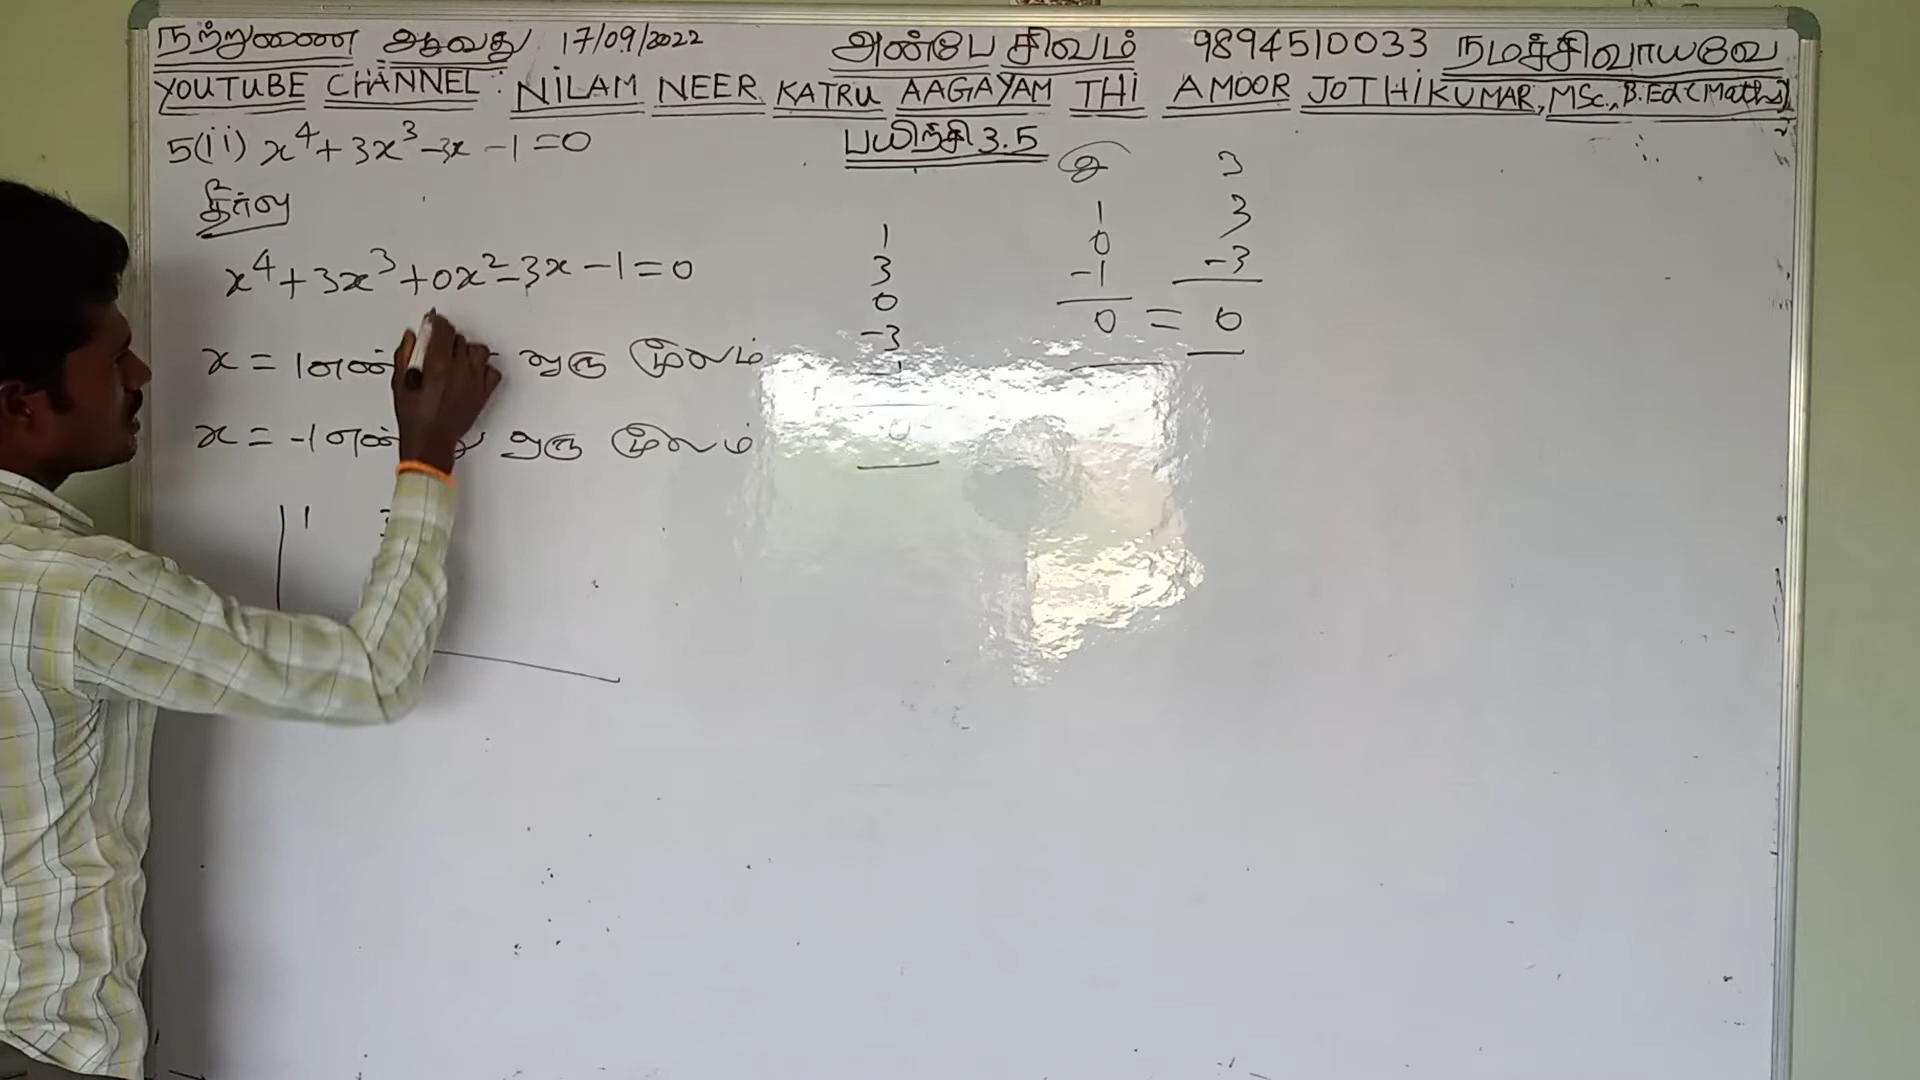 நற்றுணை ஆவது 17/09/2022 அன்பே சிவம் 9894510033 நமச்சிவாயவே
YOUTUBE CHANNEL: NILAM NEER KATRU AAGAYAM THI AMOOR JOTHIKUMAR, MSc., B.Ed (Maths)
5(ii) x⁴+3x³-3x-1=0 பயிற்சி 3.5
தீர்வு
x⁴+3x³+0x²-3x-1=0
x = 1 ஒரு மூலம்
x = -1 ஒரு மூலம்
1
1
3
0
-3
1
0
-1
0 = 0
3
3
-3